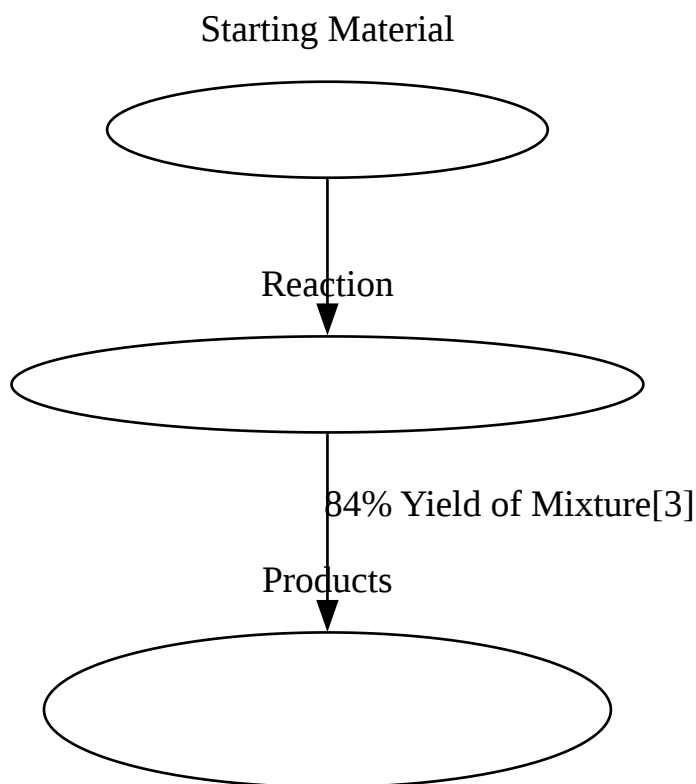 Starting Material
Reaction
84% Yield of Mixture[3]
Products